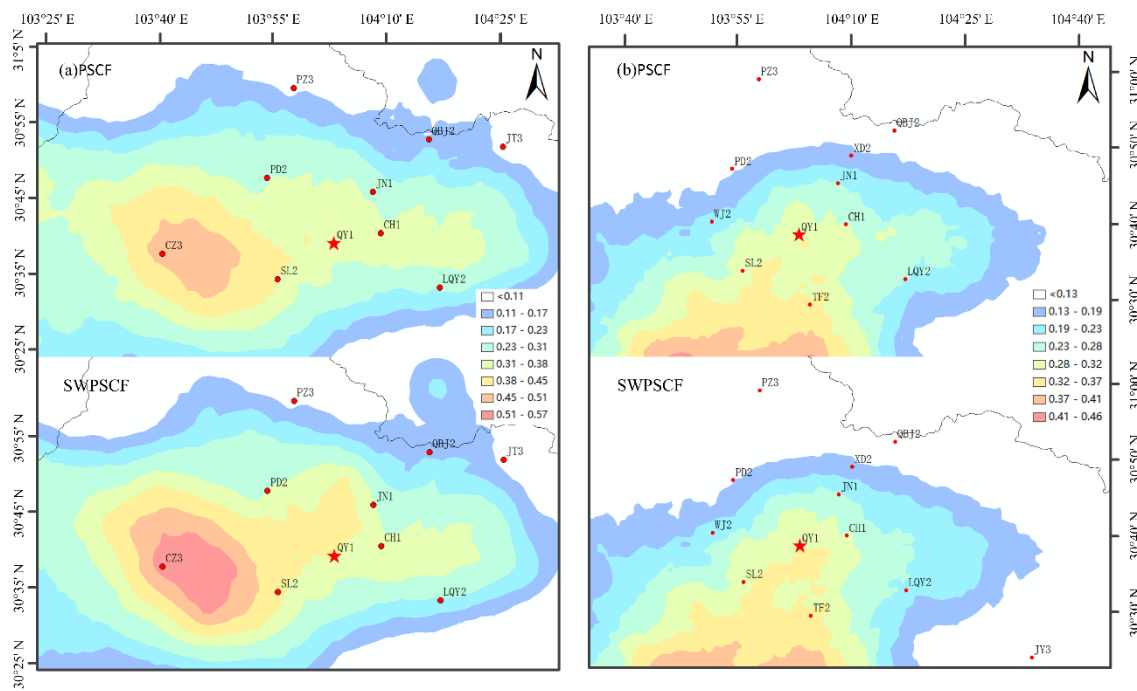 103°25′ E 103°40′ E 103°55′ E 104°10′ E 104°25′ E
103°40′ E 103°55′ E 104°10′ E 104°25′ E 104°40′ E
31°5′ N
30°55′ N
30°45′ N
30°35′ N
30°25′ N
(a)PSCF
N
PZ3
QBJ2
JT3
PD2
JN1
CH1
QY1
CZ3
SL2
LQY2
<0.11
0.11 - 0.17
0.17 - 0.23
0.23 - 0.31
0.31 - 0.38
0.38 - 0.45
0.45 - 0.51
0.51 - 0.57
SWPSCF
30°55′ N
30°45′ N
30°35′ N
30°25′ N
PZ3
QBJ2
JT3
PD2
JN1
CH1
QY1
CZ3
SL2
LQY2
(b)PSCF
N
PZ3
QBJ2
XD2
PD2
JN1
WJ2
CH1
QY1
SL2
LQY2
TF2
<0.13
0.13 - 0.19
0.19 - 0.23
0.23 - 0.28
0.28 - 0.32
0.32 - 0.37
0.37 - 0.41
0.41 - 0.46
SWPSCF
PZ3
QBJ2
XD2
PD2
JN1
WJ2
CH1
QY1
SL2
LQY2
TF2
JY3